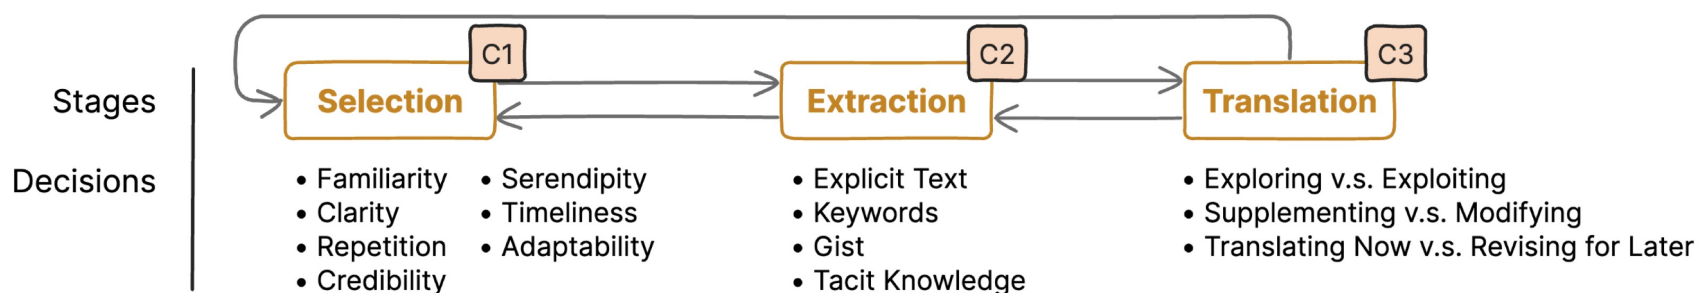 C1
C2
C3
Stages
Selection
Extraction
Translation
Decisions
• Familiarity
• Clarity
• Repetition
• Credibility
• Serendipity
• Timeliness
• Adaptability
• Explicit Text
• Keywords
• Gist
• Tacit Knowledge
• Exploring v.s. Exploiting
• Supplementing v.s. Modifying
• Translating Now v.s. Revising for Later